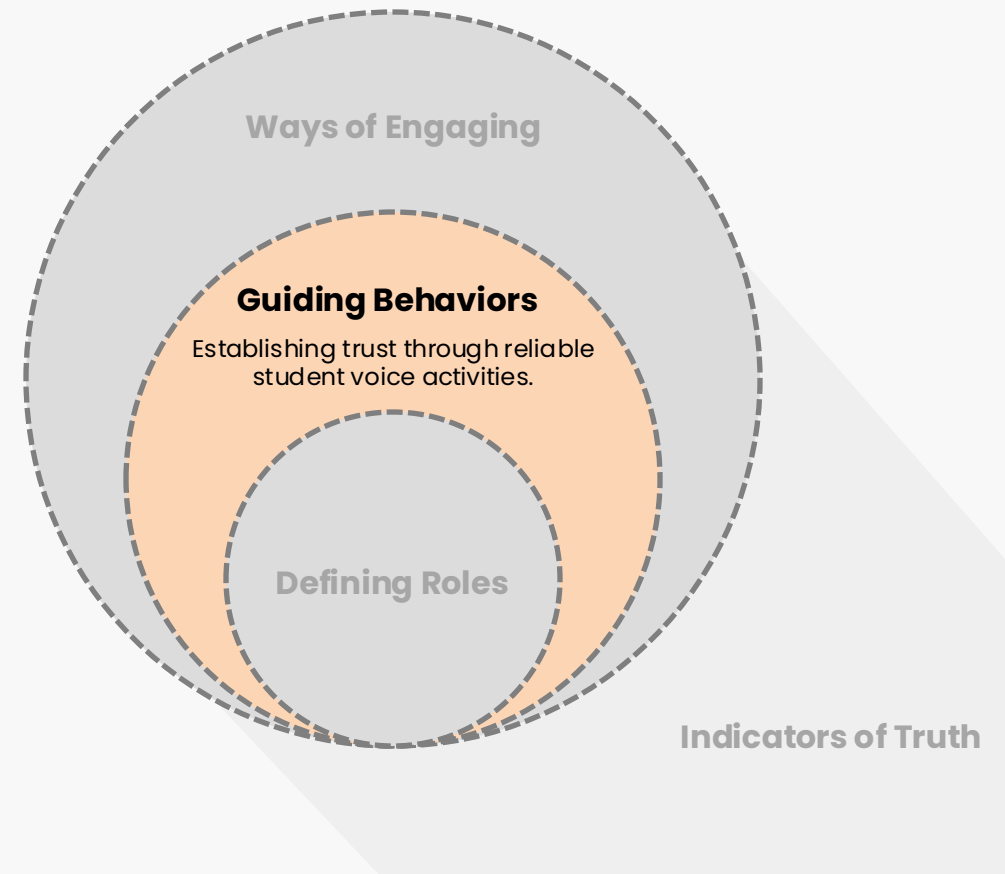 Ways of Engaging
Guiding Behaviors
Establishing trust through reliable
student voice activities.
Defining Roles
Indicators of Truth